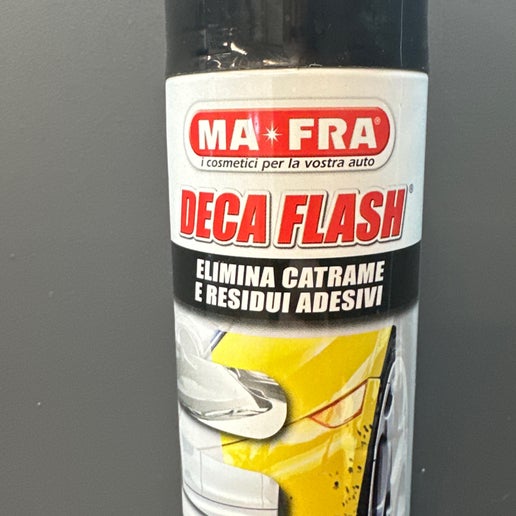 MA★FRA®
i cosmetici per la vostra auto
DECA FLASH®
ELIMINA CATRAME
E RESIDUI ADESIVI